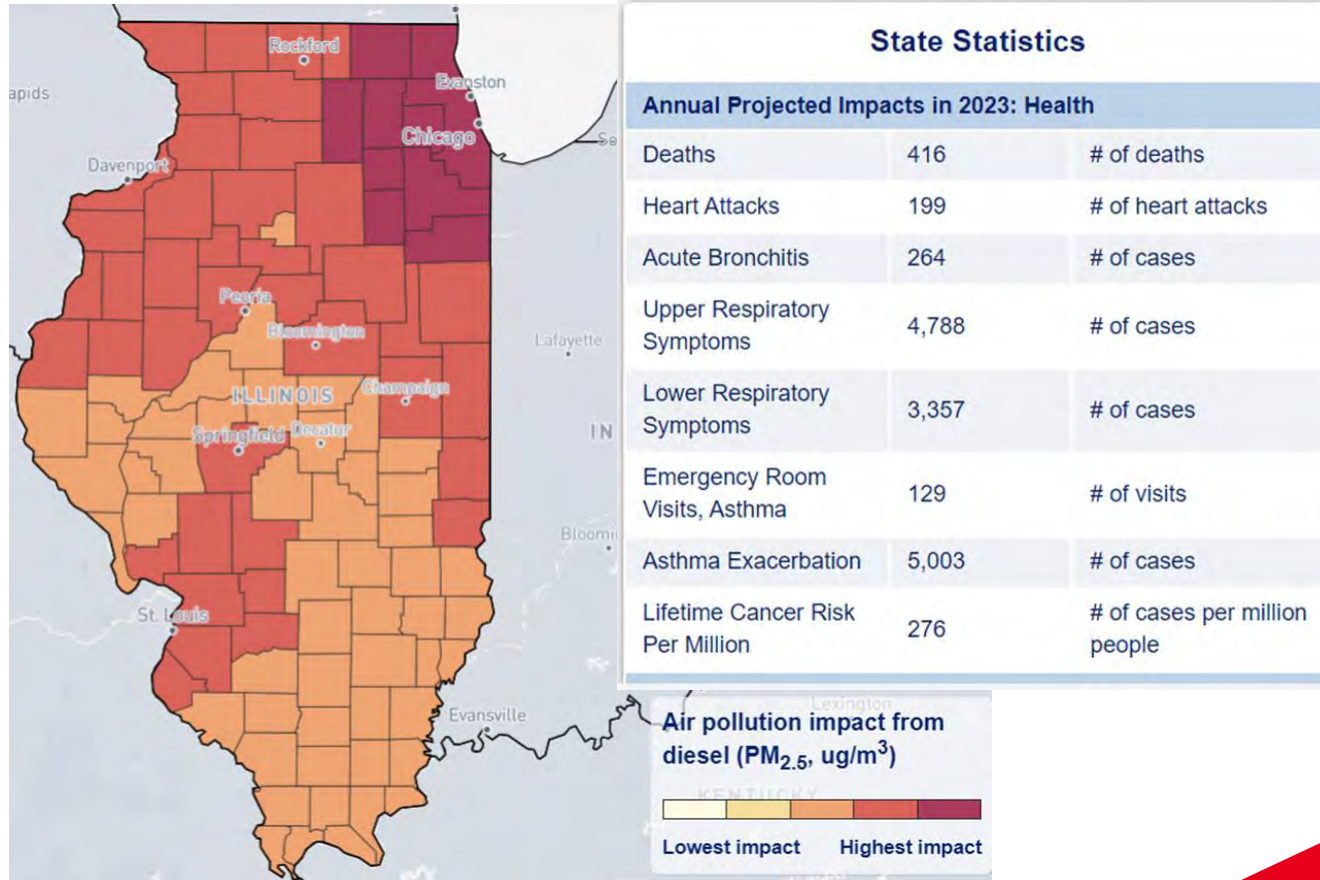 Rockford
apids
Evanston
Chicago
So
Davenport
Peoria
Bloomington
Lafayette
Champaign
ILLINOIS
Springfield
Decatur
IN
Bloomi
St. Louis
Evansville
State Statistics
Annual Projected Impacts in 2023: Health
Deaths 416 # of deaths
Heart Attacks 199 # of heart attacks
Acute Bronchitis 264 # of cases
Upper Respiratory
Symptoms 4,788 # of cases
Lower Respiratory
Symptoms 3,357 # of cases
Emergency Room
Visits, Asthma 129 # of visits
Asthma Exacerbation 5,003 # of cases
Lifetime Cancer Risk
Per Million 276 # of cases per million
people
Lexington
Air pollution impact from
diesel (PM2.5, ug/m³)
KENTUCKY
Lowest impact Highest impact